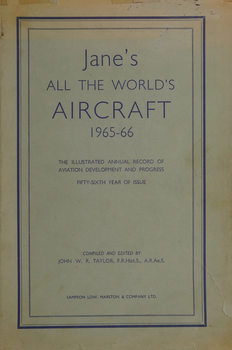 Jane's
ALL THE WORLD'S
AIRCRAFT
1965-66
THE ILLUSTRATED ANNUAL RECORD OF
AVIATION DEVELOPMENT AND PROGRESS
FIFTY-SIXTH YEAR OF ISSUE
COMPILED AND EDITED BY
JOHN W. R. TAYLOR, F.R.Hist.S., A.R.Ae.S.
SAMPSON LOW, MARSTON & COMPANY LTD.